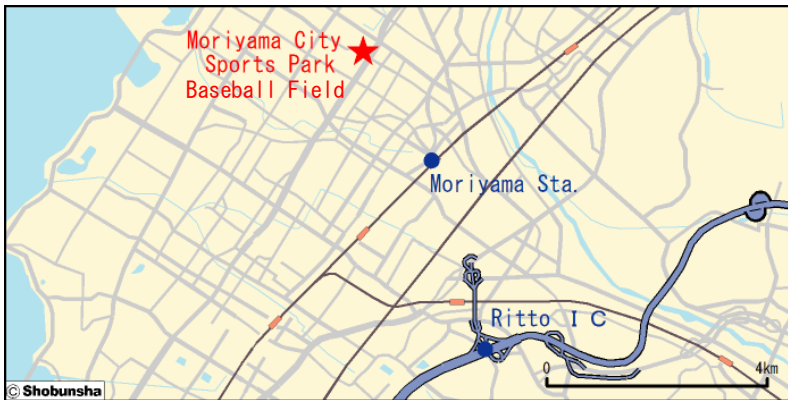 Moriyama City
Sports Park
Baseball Field
Moriyama Sta.
Ritto IC
0 4km
© Shobunsha